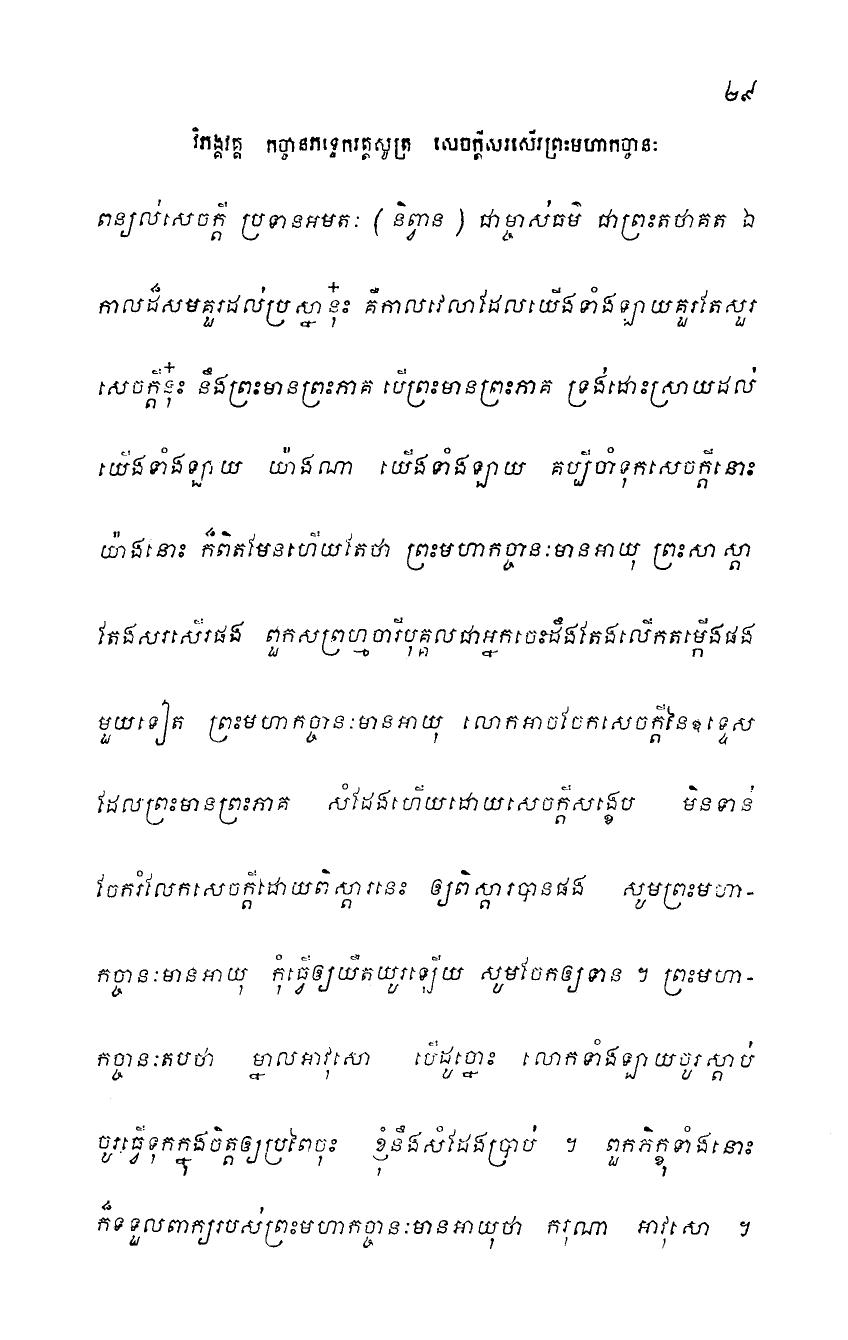 ២៩
វិភង្គវគ្គ កច្ចានភទ្ទេករត្តសូត្រ សេចក្តីសរសើរព្រះមហាកច្ចានៈ
ពន្យល់សេចក្តី ប្រទានអមតៈ ( និព្វាន ) ជាម្ចាស់ធម៌ ជាព្រះតថាគត ឯ
កាលដ៏សមគួរដល់ប្រស្នានុ៎ះ គឺកាលវេលាដែលយើងទាំងឡាយគួរតែសួរ
សេចក្តីនុ៎ះ នឹងព្រះមានព្រះភាគ បើព្រះមានព្រះភាគ ទ្រង់ដោះស្រាយដល់
យើងទាំងឡាយ យ៉ាងណា យើងទាំងឡាយ គប្បីចាំទុកសេចក្តីនោះ
យ៉ាងនោះ ក៏ពិតមែនហើយតែថា ព្រះមហាកច្ចានៈមានអាយុ ព្រះសាស្តា
តែងសរសើរផង ពួកសព្រហ្មចារីបុគ្គលជាអ្នកចេះដឹងតែងលើកតម្កើងផង
មួយទៀត ព្រះមហាកច្ចានៈមានអាយុ លោកអាចចែកសេចក្តីនៃឧទ្ទេស
ដែលព្រះមានព្រះភាគ សំដែងហើយដោយសេចក្តីសង្ខេប មិនទាន់
ចែករំលែកសេចក្តីដោយពិស្តារនេះ ឲ្យពិស្តារបានផង សូមព្រះមហា-
កច្ចានៈមានអាយុ កុំធ្វើឲ្យយឺតយូរឡើយ សូមចែកឲ្យទាន ។ ព្រះមហា-
កច្ចានៈតបថា ម្នាលអាវុសោ បើដូច្នោះ លោកទាំងឡាយចូរស្តាប់
ចូរធ្វើទុកក្នុងចិត្តឲ្យប្រពៃចុះ ខ្ញុំនឹងសំដែងប្រាប់ ។ ពួកភិក្ខុទាំងនោះ
ក៏ទទួលពាក្យរបស់ព្រះមហាកច្ចានៈមានអាយុថា ករុណា អាវុសោ ។